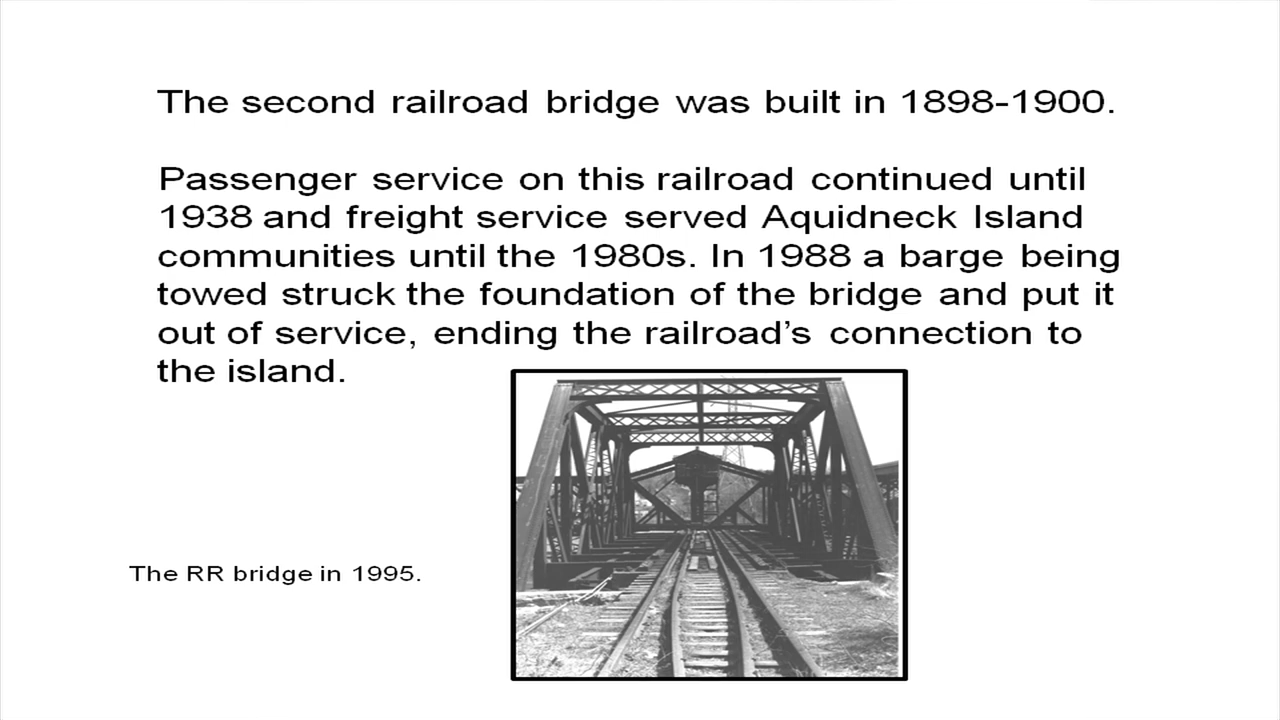 The second railroad bridge was built in 1898-1900.
Passenger service on this railroad continued until
1938 and freight service served Aquidneck Island
communities until the 1980s. In 1988 a barge being
towed struck the foundation of the bridge and put it
out of service, ending the railroad’s connection to
the island.
The RR bridge in 1995.